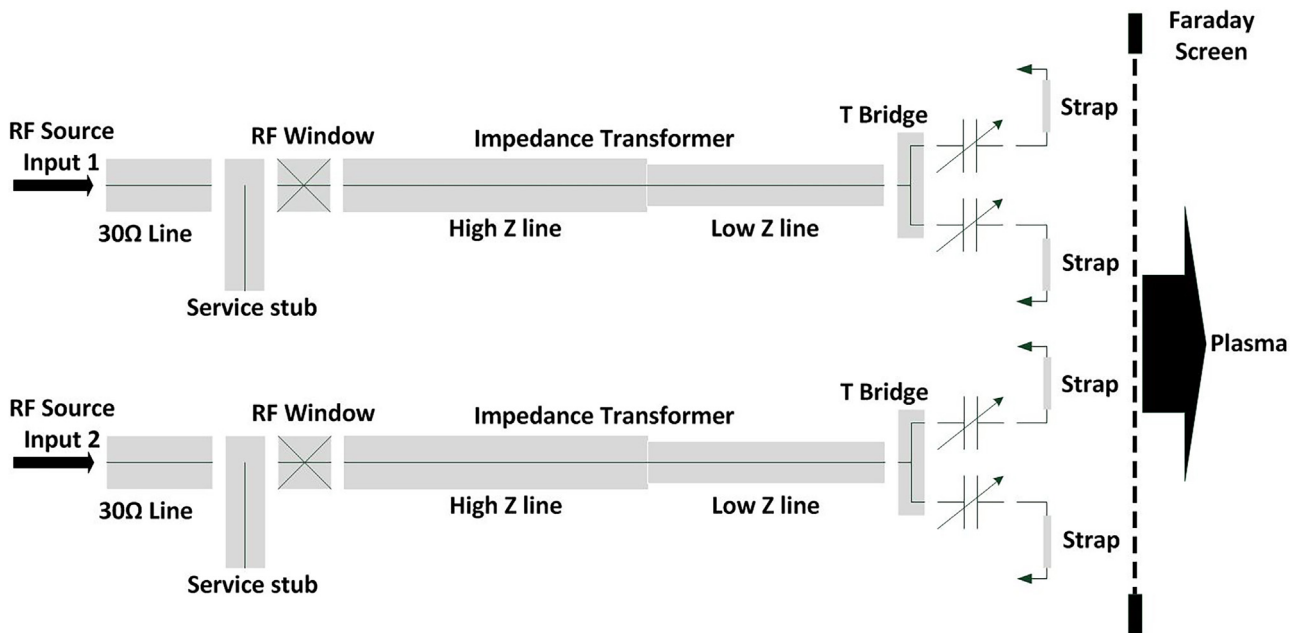 Faraday
Screen
RF Source
Input 1
30Ω Line
Service stub
RF Window
Impedance Transformer
High Z line
Low Z line
T Bridge
Strap
Strap
Plasma
RF Source
Input 2
30Ω Line
Service stub
RF Window
Impedance Transformer
High Z line
Low Z line
T Bridge
Strap
Strap